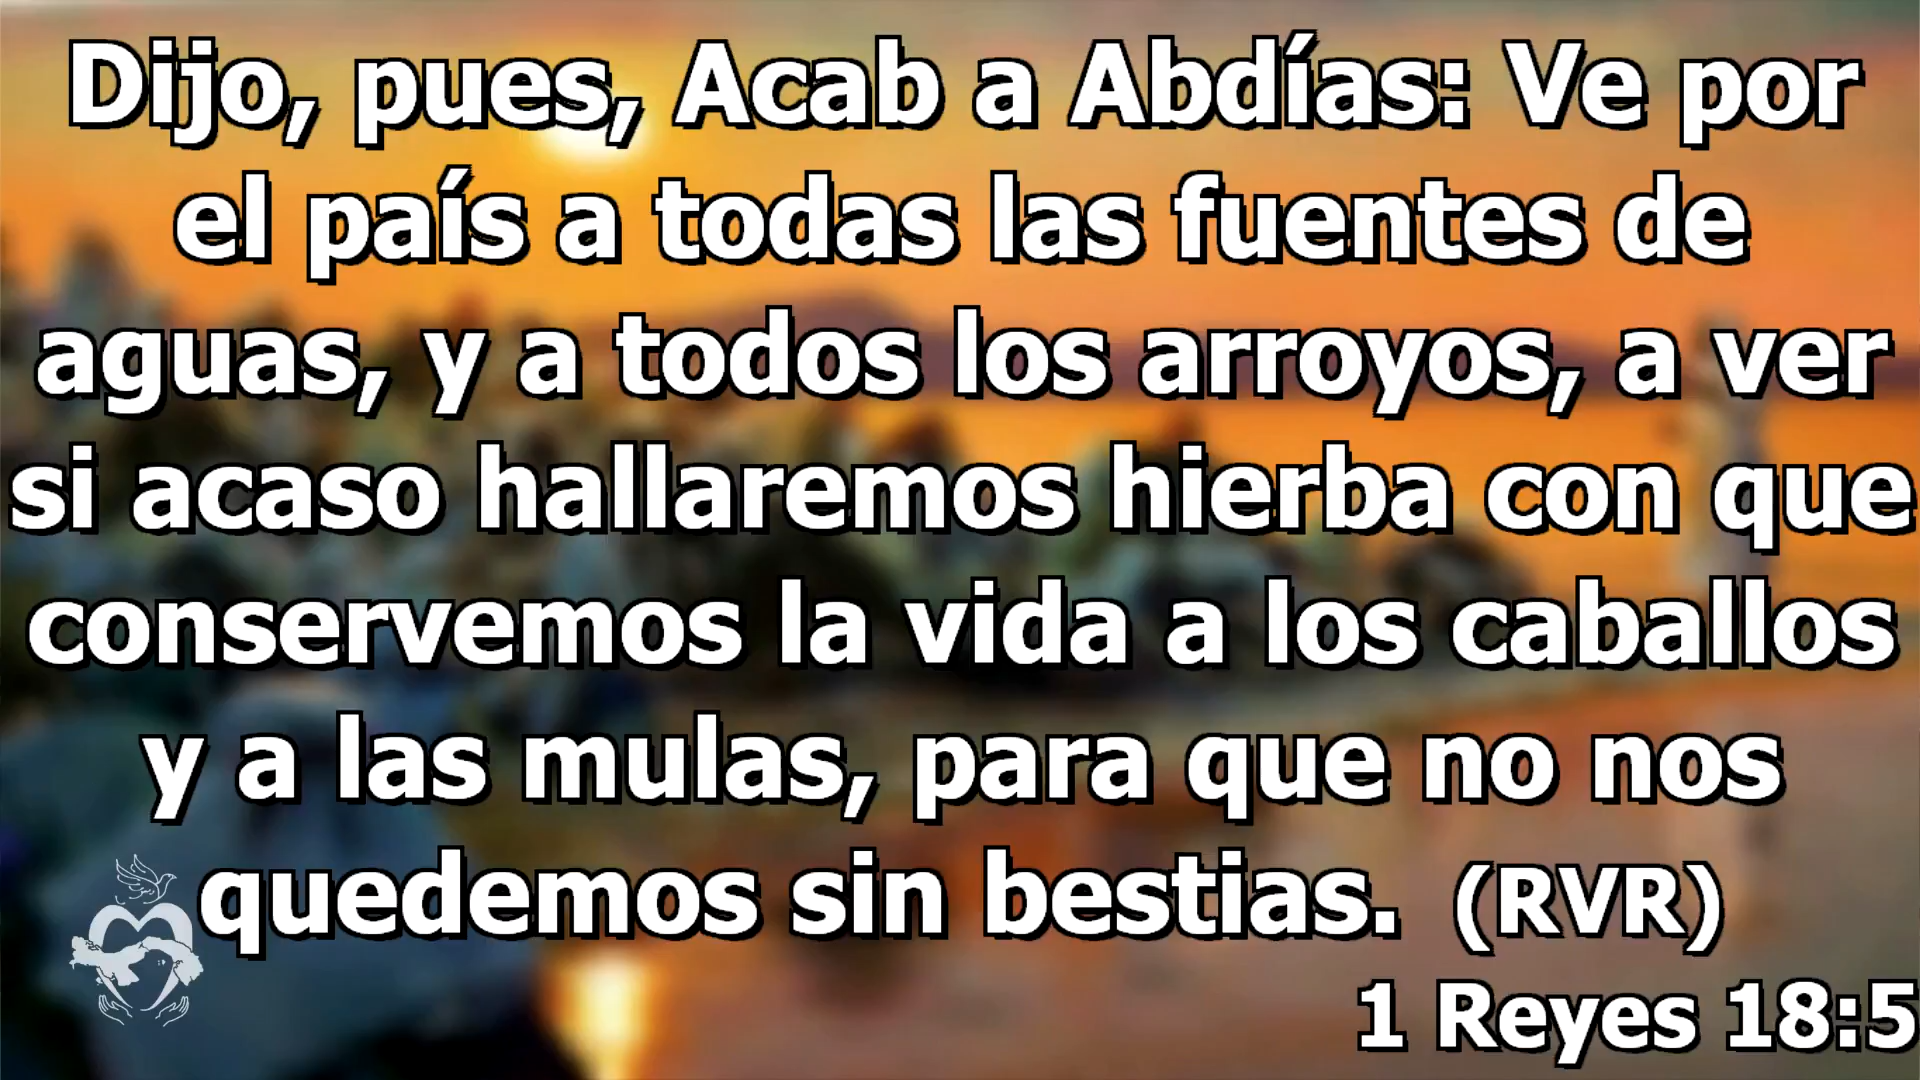 Dijo, pues, Acab a Abdías: Ve por
el país a todas las fuentes de
aguas, y a todos los arroyos, a ver
si acaso hallaremos hierba con que
conservemos la vida a los caballos
y a las mulas, para que no nos
quedemos sin bestias. (RVR)
1 Reyes 18:5